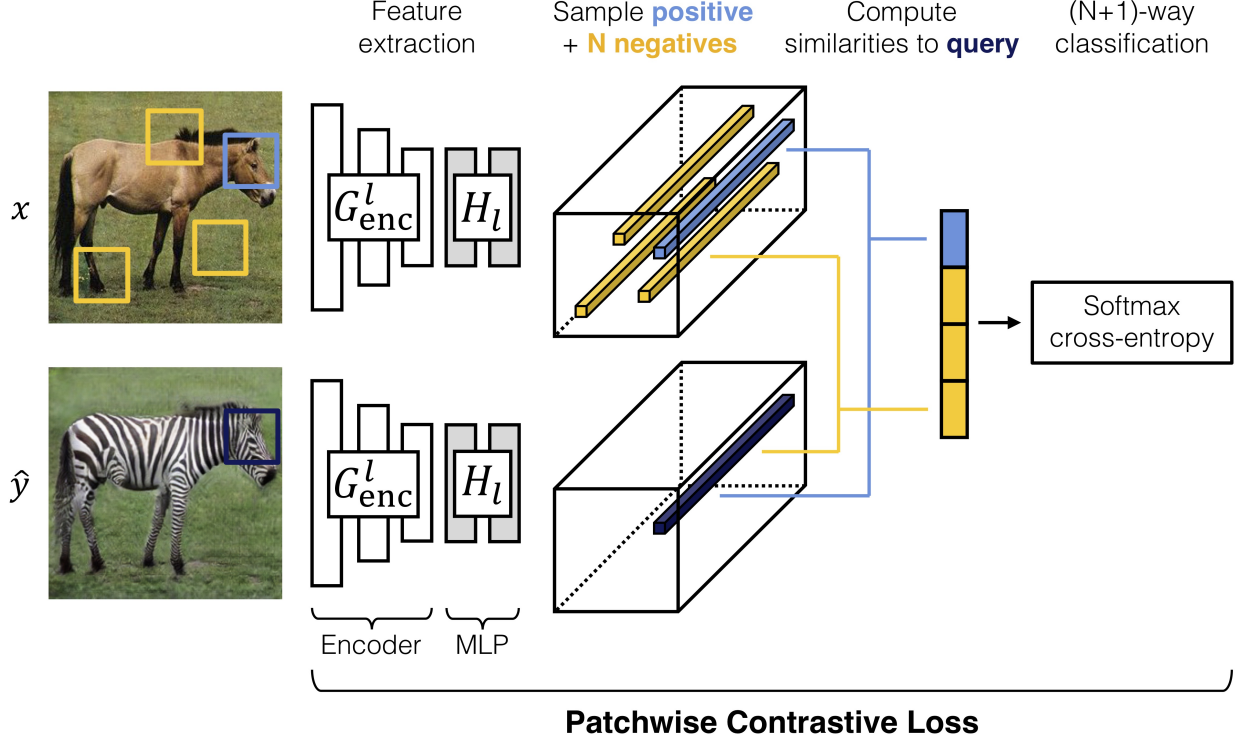 Feature
extraction
Sample positive
+ N negatives
Compute
similarities to query
(N+1)-way
classification
x
G^l_enc
H_l
Softmax
cross-entropy
ŷ
G^l_enc
H_l
Encoder
MLP
Patchwise Contrastive Loss